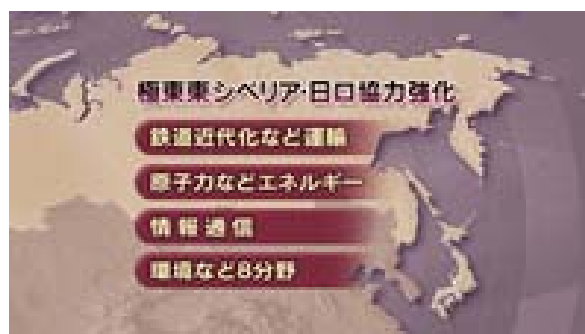 極東東シベリア・日ロ協力強化
鉄道近代化など運輸
原子力などエネルギー
情報通信
環境など8分野